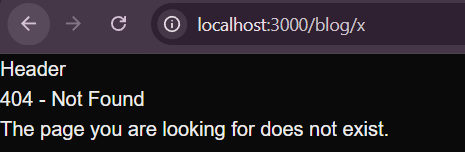 localhost:3000/blog/x
Header
404 - Not Found
The page you are looking for does not exist.